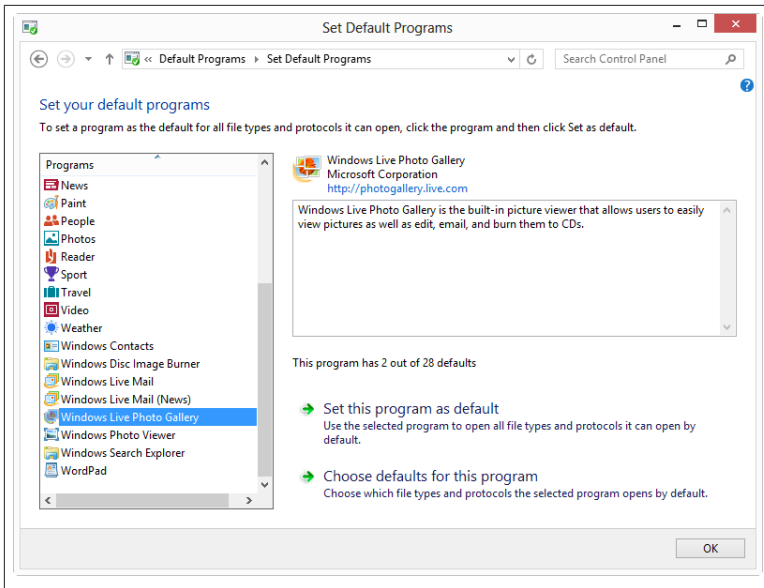 Set Default Programs
« Default Programs Set Default Programs
Search Control Panel
Set your default programs
To set a program as the default for all file types and protocols it can open, click the program and then click Set as default.
Programs
News
Paint
People
Photos
Reader
Sport
Travel
Video
Weather
Windows Contacts
Windows Disc Image Burner
Windows Live Mail
Windows Live Mail (News)
Windows Live Photo Gallery
Windows Photo Viewer
Windows Search Explorer
WordPad
Windows Live Photo Gallery
Microsoft Corporation
http://photogallery.live.com
Windows Live Photo Gallery is the built-in picture viewer that allows users to easily
view pictures as well as edit, email, and burn them to CDs.
This program has 2 out of 28 defaults
Set this program as default
Use the selected program to open all file types and protocols it can open by
default.
Choose defaults for this program
Choose which file types and protocols the selected program opens by default.
OK